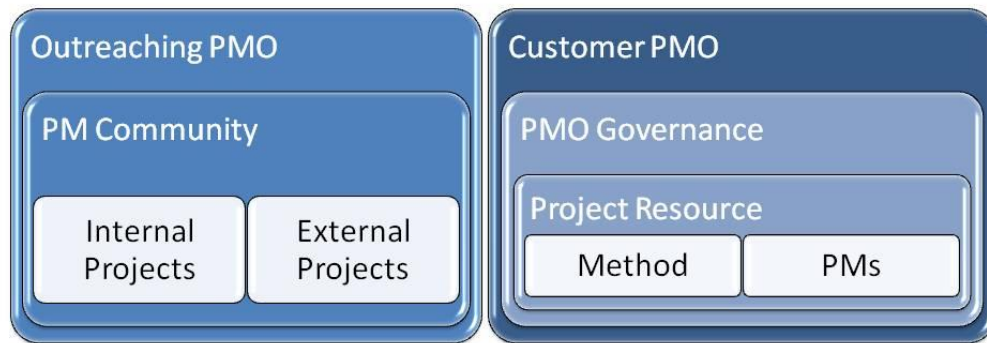 Outreaching PMO
PM Community
Internal
Projects
External
Projects
Customer PMO
PMO Governance
Project Resource
Method
PMs